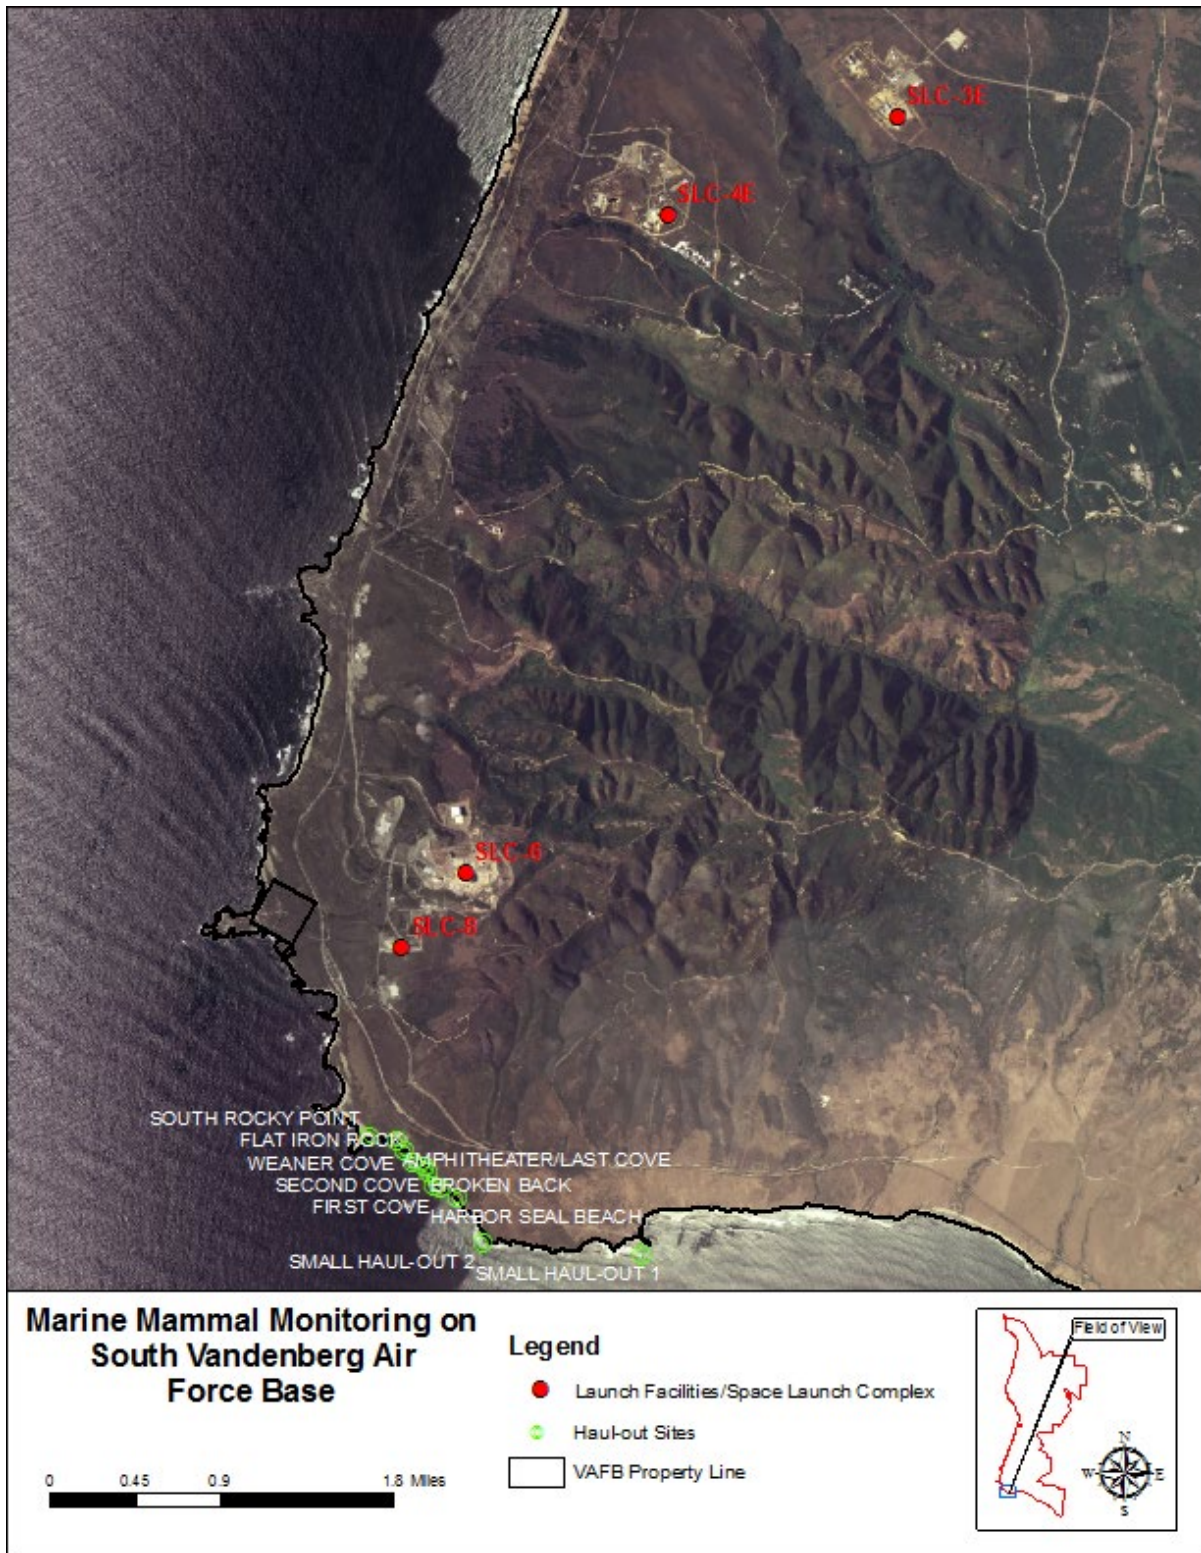 SLC-3E
SLC-4E
SLC-6
SLC-8
SOUTH ROCKY POINT
FLAT IRON ROCK
WEANER COVE
AMPHITHEATER/LAST COVE
SECOND COVE
BROKEN BACK
FIRST COVE
HARBOR SEAL BEACH
SMALL HAUL-OUT 2
SMALL HAUL-OUT 1
Marine Mammal Monitoring on
South Vandenberg Air
Force Base
0 0.45 0.9 1.8 Miles
Legend
Launch Facilities/Space Launch Complex
Haul-out Sites
VAFB Property Line
Field of View
N
W E
S